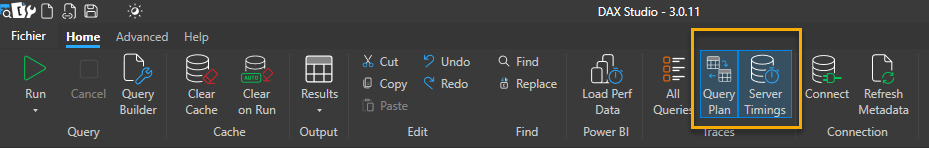 DAX Studio - 3.0.11
Fichier Home Advanced Help
Cut Undo Find
Run Cancel Query Builder Clear Cache Clear on Run Results Copy Redo Replace Load Perf Data All Queries Query Plan Server Timings Connect Refresh Metadata
AUTO
Paste
Query Cache Output Edit Find Power BI Traces Connection